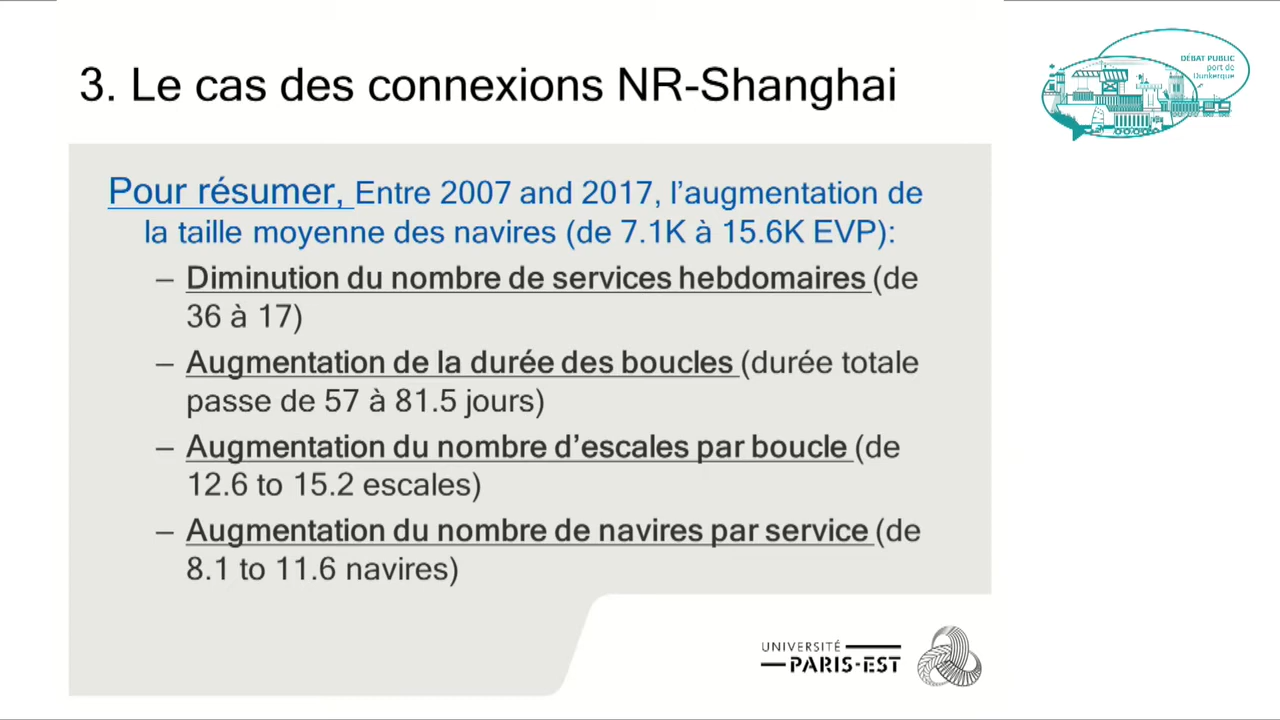 3. Le cas des connexions NR-Shanghai
DÉBAT PUBLIC
port de
Dunkerque
Pour résumer, Entre 2007 and 2017, l’augmentation de
la taille moyenne des navires (de 7.1K à 15.6K EVP):
– Diminution du nombre de services hebdomaires (de
36 à 17)
– Augmentation de la durée des boucles (durée totale
passe de 57 à 81.5 jours)
– Augmentation du nombre d’escales par boucle (de
12.6 to 15.2 escales)
– Augmentation du nombre de navires par service (de
8.1 to 11.6 navires)
UNIVERSITÉ
PARIS-EST